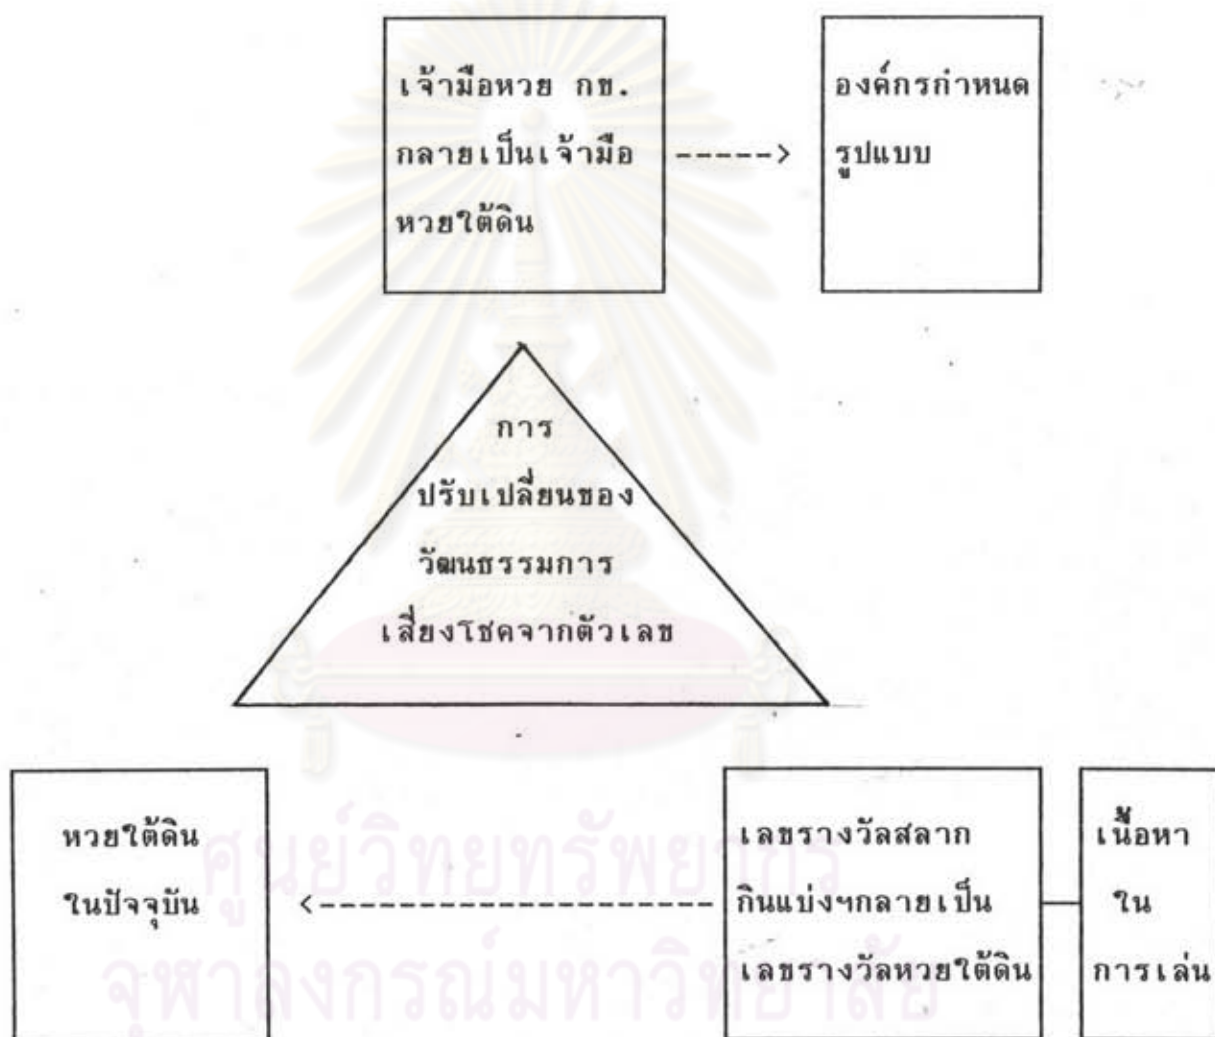 เจ้ามือหวย กข.
กลายเป็นเจ้ามือ
หวยใต้ดิน
----->
องค์กรกำหนด
รูปแบบ
การ
ปรับเปลี่ยนของ
วัฒนธรรมการ
เสี่ยงโชคจากตัวเลข
หวยใต้ดิน
ในปัจจุบัน
<-----------------------
เลขรางวัลสลาก
กินแบ่งฯกลายเป็น
เลขรางวัลหวยใต้ดิน
เนื้อหา
ใน
การเล่น
ศูนย์วิทยทรัพยากร
จุฬาลงกรณ์มหาวิทยาลัย